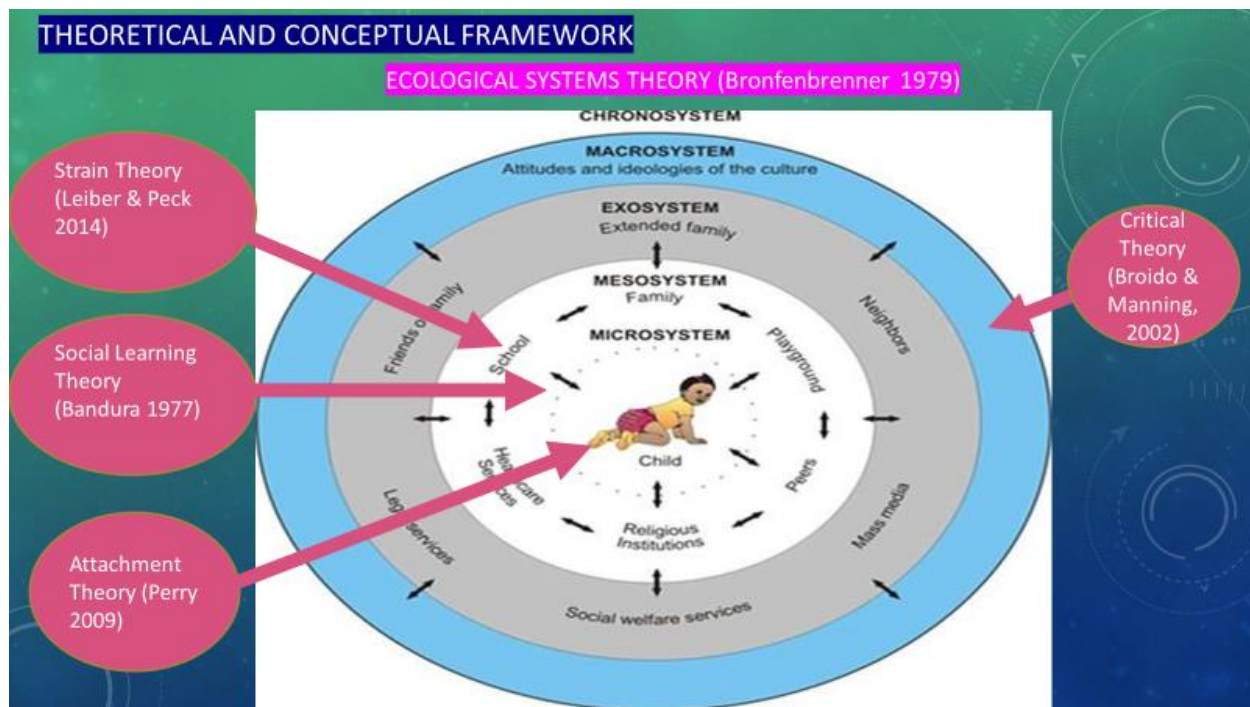 THEORETICAL AND CONCEPTUAL FRAMEWORK
ECOLOGICAL SYSTEMS THEORY (Bronfenbrenner 1979)
Strain Theory
(Leiber & Peck
2014)
Social Learning
Theory
(Bandura 1977)
Attachment
Theory (Perry
2009)
CHRONOSYSTEM
MACROSYSTEM
Attitudes and ideologies of the culture
EXOSYSTEM
Extended family
MESOSYSTEM
Family
MICROSYSTEM
Friends of family
School
Playground
Neighbors
Child
Healthcare
Services
Peers
Religious
Institutions
services
Mass media
Social welfare services
Critical
Theory
(Broido &
Manning,
2002)